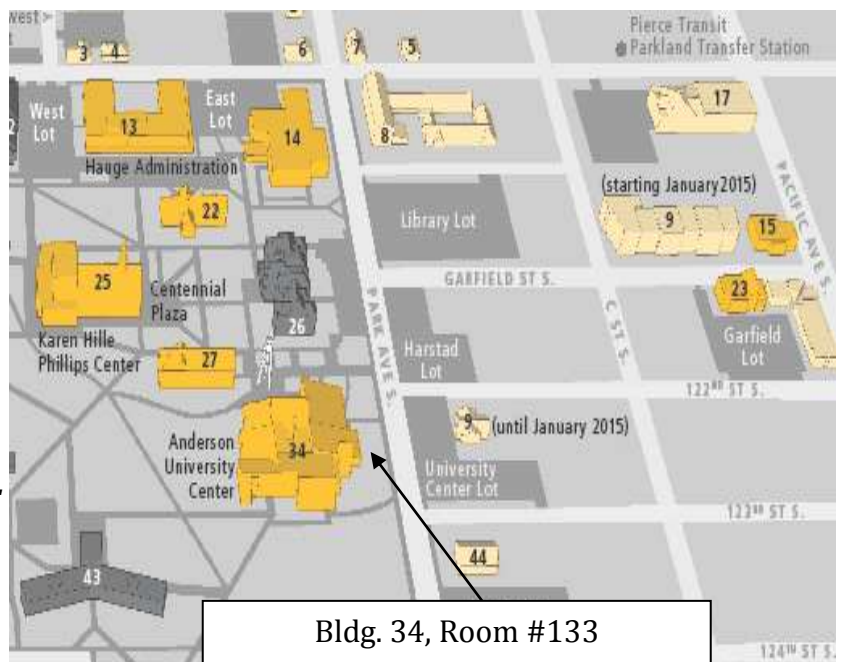 west
Pierce Transit
Parkland Transfer Station
3
4
6
7
5
West
Lot
East
Lot
13
14
8
17
2
Hauge Administration
(starting January2015)
PACIFIC AVE S.
22
Library Lot
9
15
25
Centennial
Plaza
26
PARK AVE S.
GARFIELD ST S.
C ST S.
23
Karen Hille
Phillips Center
27
Harstad
Lot
Garfield
Lot
122ND ST S.
Anderson
University
Center
34
9
(until January 2015)
University
Center Lot
123RD ST S.
43
44
Bldg. 34, Room #133
124TH ST S.